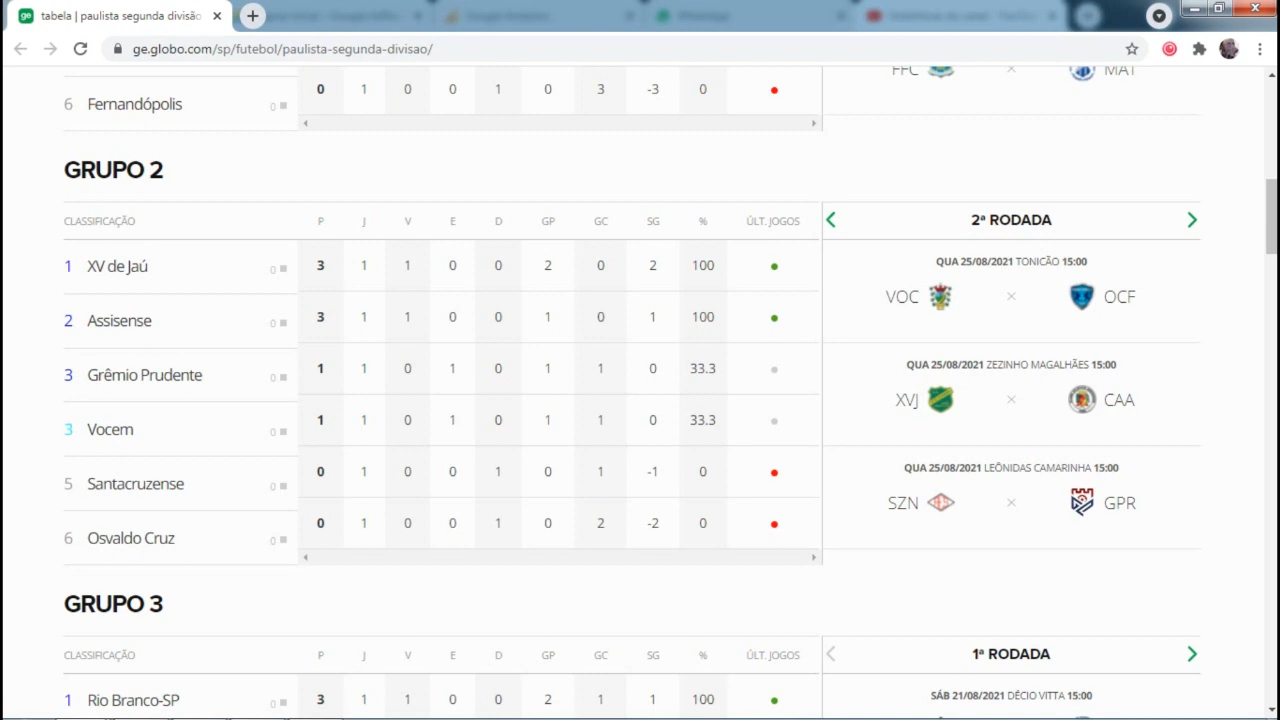 tabela | paulista segunda divisão
ge.globo.com/sp/futebol/paulista-segunda-divisao/
6 Fernandópolis 0 0 1 0 0 1 0 3 -3 0
FFC × MAT
GRUPO 2
CLASSIFICAÇÃO P J V E D GP GC SG % ÚLT. JOGOS
1 XV de Jaú 0 3 1 1 0 0 2 0 2 100
2 Assisense 0 3 1 1 0 0 1 0 1 100
3 Grêmio Prudente 0 1 1 0 1 0 1 1 0 33.3
3 Vocem 0 1 1 0 1 0 1 1 0 33.3
5 Santacruzense 0 0 1 0 0 1 0 1 -1 0
6 Osvaldo Cruz 0 0 1 0 0 1 0 2 -2 0
2ª RODADA
QUA 25/08/2021 TONICÃO 15:00
VOC × OCF
QUA 25/08/2021 ZEZINHO MAGALHÃES 15:00
XVJ × CAA
QUA 25/08/2021 LEÔNIDAS CAMARINHA 15:00
SZN × GPR
GRUPO 3
CLASSIFICAÇÃO P J V E D GP GC SG % ÚLT. JOGOS
1 Rio Branco-SP 0 3 1 1 0 0 2 1 1 100
1ª RODADA
SÁB 21/08/2021 DÉCIO VITTA 15:00